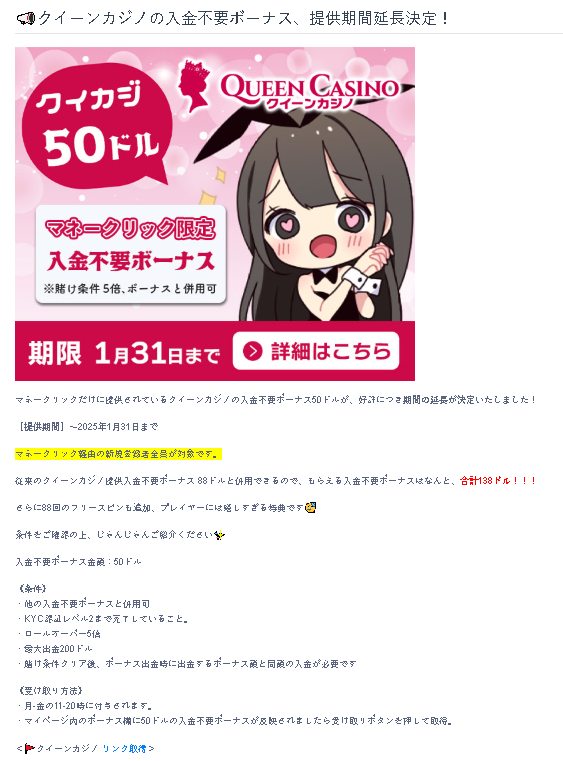 クイーンカジノの入金不要ボーナス、提供期間延長決定！
クイカジ
50ドル
QUEEN CASINO
クイーンカジノ
マネークリック限定
入金不要ボーナス
※賭け条件 5倍、ボーナスと併用可
期限 1月31日まで
詳細はこちら
マネークリックだけに提供されているクイーンカジノの入金不要ボーナス50ドルが、好評につき期間の延長が決定いたしました！
［提供期間］～2025年1月31日まで
マネークリック経由の新規登録者全員が対象です。
従来のクイーンカジノ提供入金不要ボーナス 88ドルと併用できるので、もらえる入金不要ボーナスはなんと、合計138ドル！！！
さらに88回のフリースピンも追加、プレイヤーには嬉しすぎる特典です
条件をご確認の上、じゃんじゃんご紹介ください
入金不要ボーナス金額：50ドル
《条件》
・他の入金不要ボーナスと併用可
・KYC認証レベル2まで完了していること。
・ロールオーバー5倍
・最大出金200ドル
・賭け条件クリア後、ボーナス出金時に出金するボーナス額と同額の入金が必要です
《受け取り方法》
・月-金の11-20時に付与されます。
・マイページ内のボーナス欄に50ドルの入金不要ボーナスが反映されましたら受け取りボタンを押して取得。
＜クイーンカジノ リンク取得＞